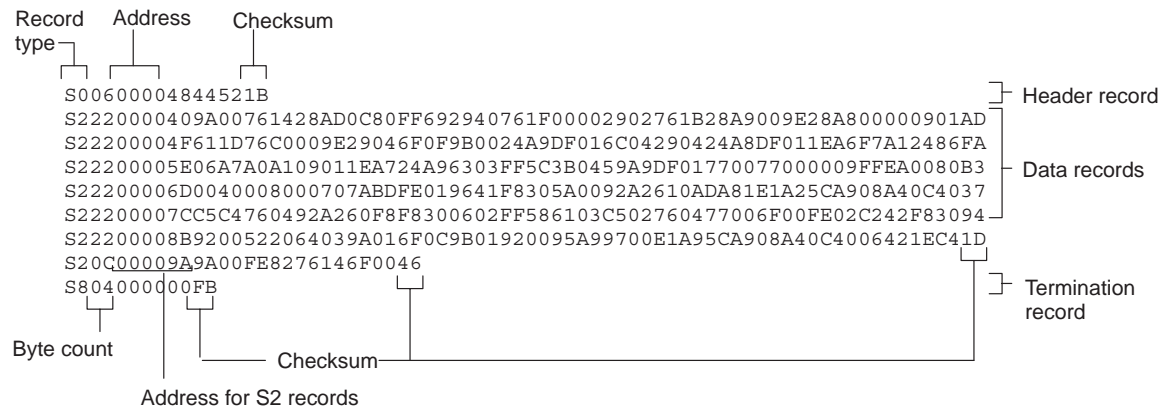 Record type
Address
Checksum
S00600004844521B
Header record
S2220000409A00761428AD0C80FF692940761F00002902761B28A9009E28A800000901AD
S22200004F611D76C0009E29046F0F9B0024A9DF016C04290424A8DF011EA6F7A12486FA
S22200005E06A7A0A109011EA724A96303FF5C3B0459A9DF01770077000009FFEA0080B3
Data records
S22200006D0040008000707ABDFE019641F8305A0092A2610ADA81E1A25CA908A40C4037
S22200007CC5C4760492A260F8F8300602FF586103C502760477006F00FE02C242F83094
S22200008B9200522064039A016F0C9B01920095A99700E1A95CA908A40C4006421EC41D
S20C00009A9A00FE8276146F0046
S804000000FB
Termination record
Byte count
Checksum
Address for S2 records